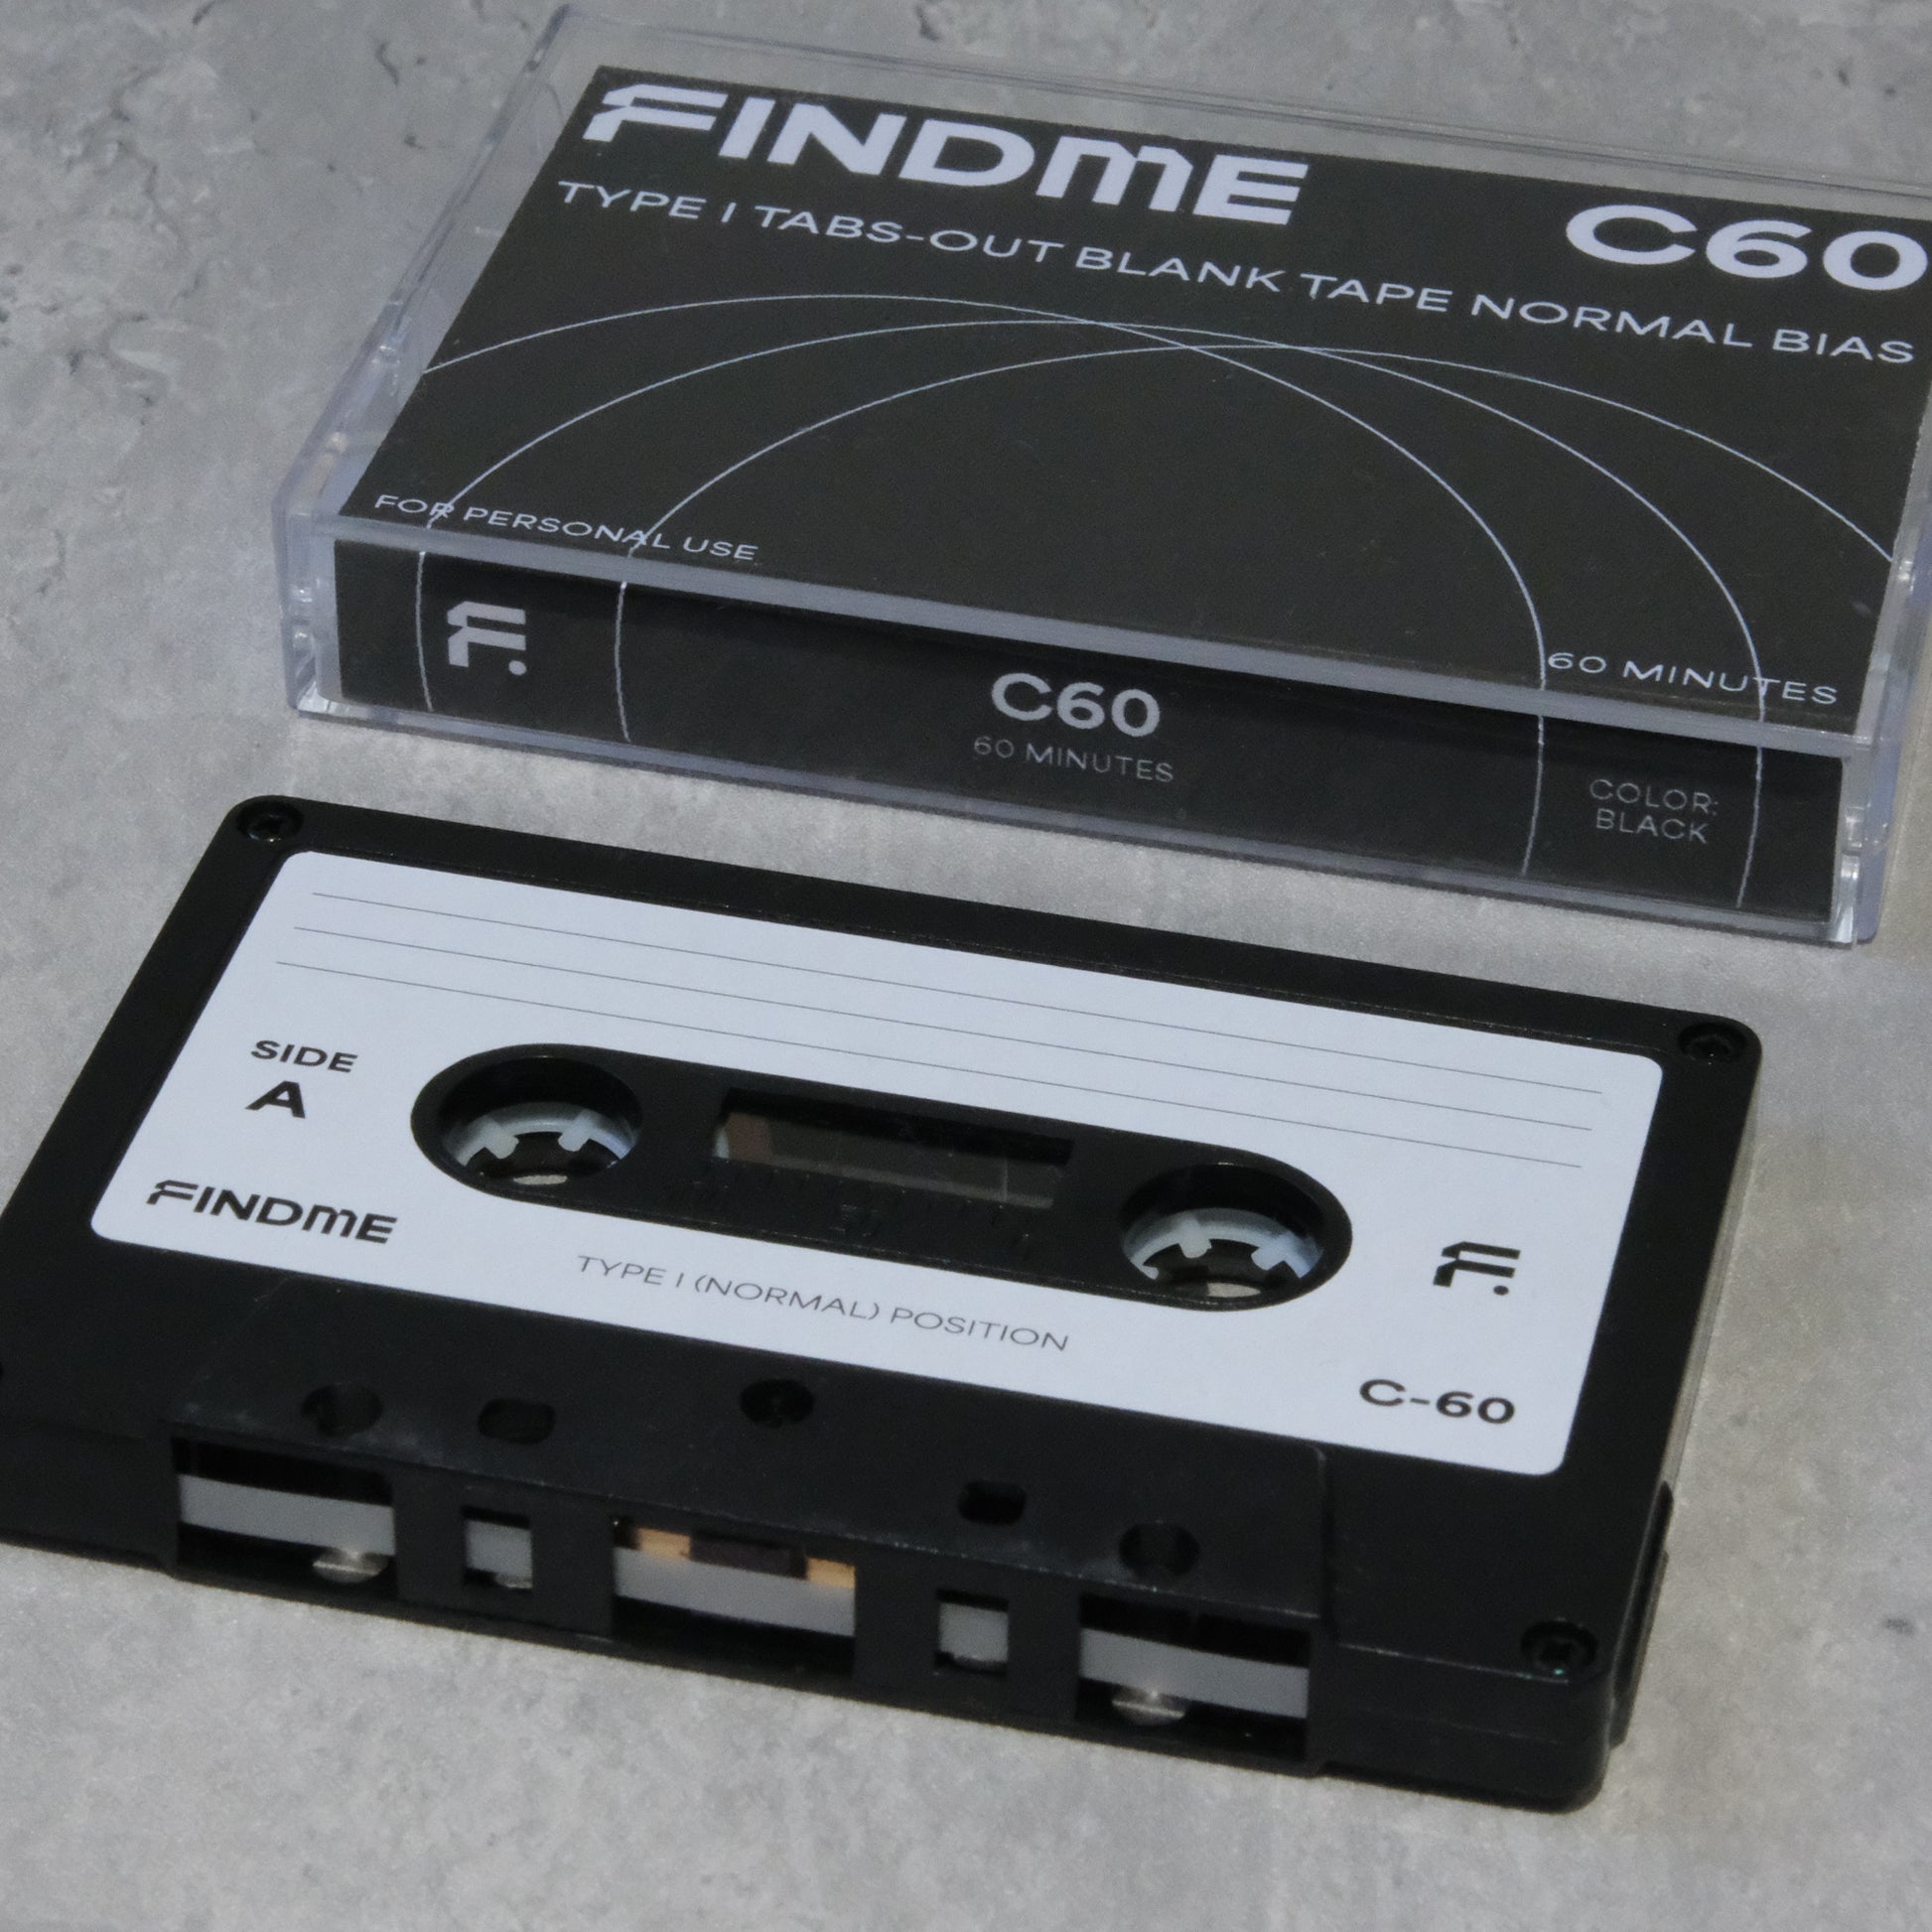 FINDME C60
TYPE I TABS-OUT BLANK TAPE NORMAL BIAS
FOR PERSONAL USE
60 MINUTES
F.
C60
60 MINUTES
COLOR:
BLACK
SIDE
A
FINDME
TYPE I (NORMAL) POSITION
F.
C-60